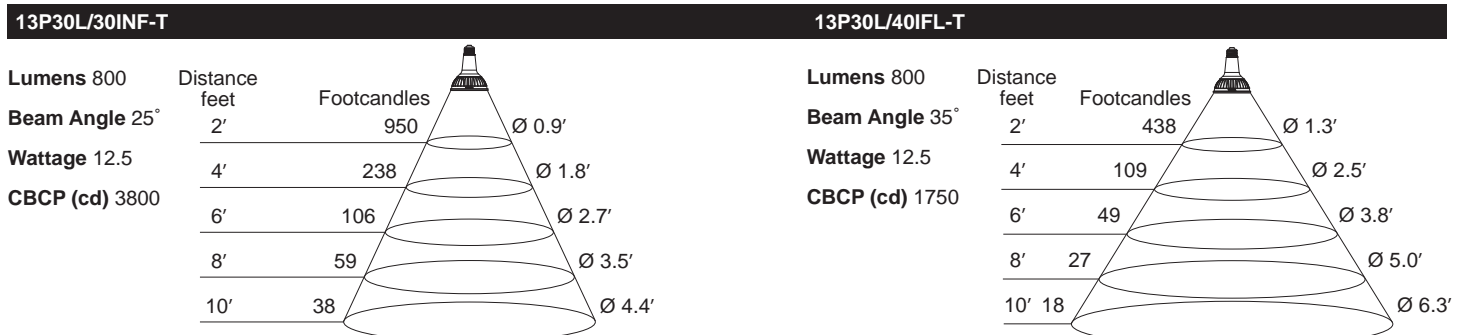 13P30L/30INF-T
Lumens 800
Beam Angle 25˚
Wattage 12.5
CBCP (cd) 3800
Distance
feet
Footcandles
2′ 950 Ø 0.9′
4′ 238 Ø 1.8′
6′ 106 Ø 2.7′
8′ 59 Ø 3.5′
10′ 38 Ø 4.4′
13P30L/40IFL-T
Lumens 800
Beam Angle 35˚
Wattage 12.5
CBCP (cd) 1750
Distance
feet
Footcandles
2′ 438 Ø 1.3′
4′ 109 Ø 2.5′
6′ 49 Ø 3.8′
8′ 27 Ø 5.0′
10′ 18 Ø 6.3′